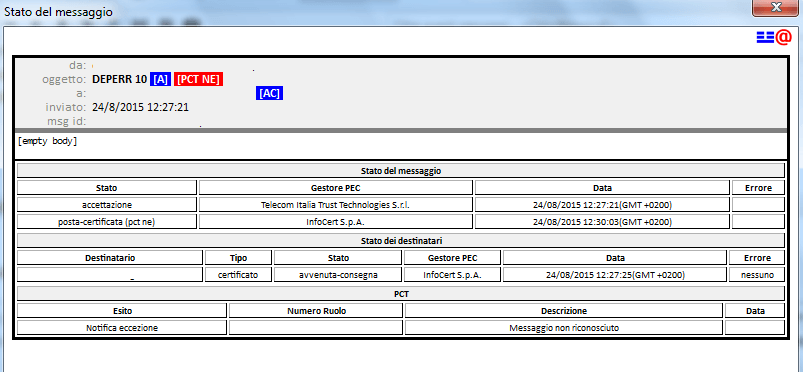 Stato del messaggio
@
da:
oggetto: DEPERR 10 [A] [PCT NE]
a: [AC]
inviato: 24/8/2015 12:27:21
msg id:
[empty body]
Stato del messaggio
Stato Gestore PEC Data Errore
accettazione Telecom Italia Trust Technologies S.r.l. 24/08/2015 12:27:21(GMT +0200)
posta-certificata (pct ne) InfoCert S.p.A. 24/08/2015 12:30:03(GMT +0200)
Stato dei destinatari
Destinatario Tipo Stato Gestore PEC Data Errore
certificato avvenuta-consegna InfoCert S.p.A. 24/08/2015 12:27:25(GMT +0200) nessuno
PCT
Esito Numero Ruolo Descrizione Data
Notifica eccezione Messaggio non riconosciuto